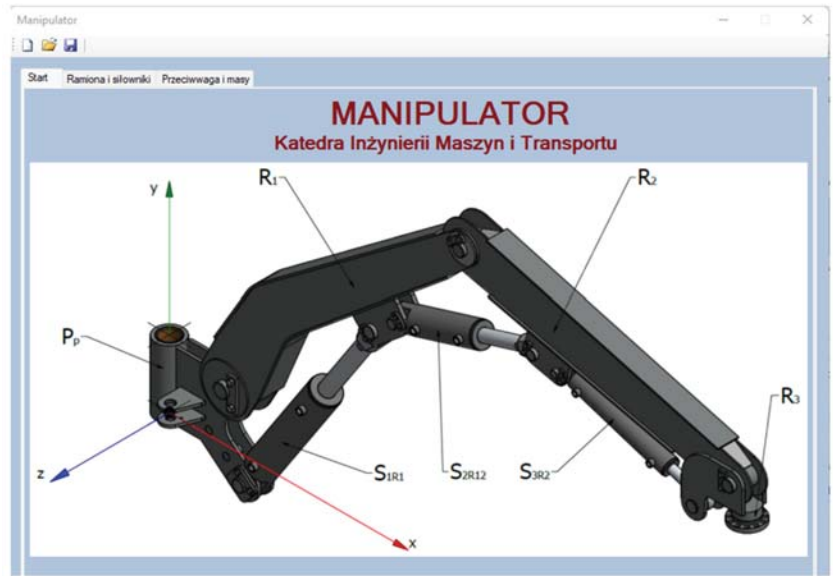 Manipulator
Start Ramiona i siłowniki Przeciwwaga i masy
MANIPULATOR
Katedra Inżynierii Maszyn i Transportu
R1
R2
y
Pp
R3
z
S1R1
S2R12
S3R2
x